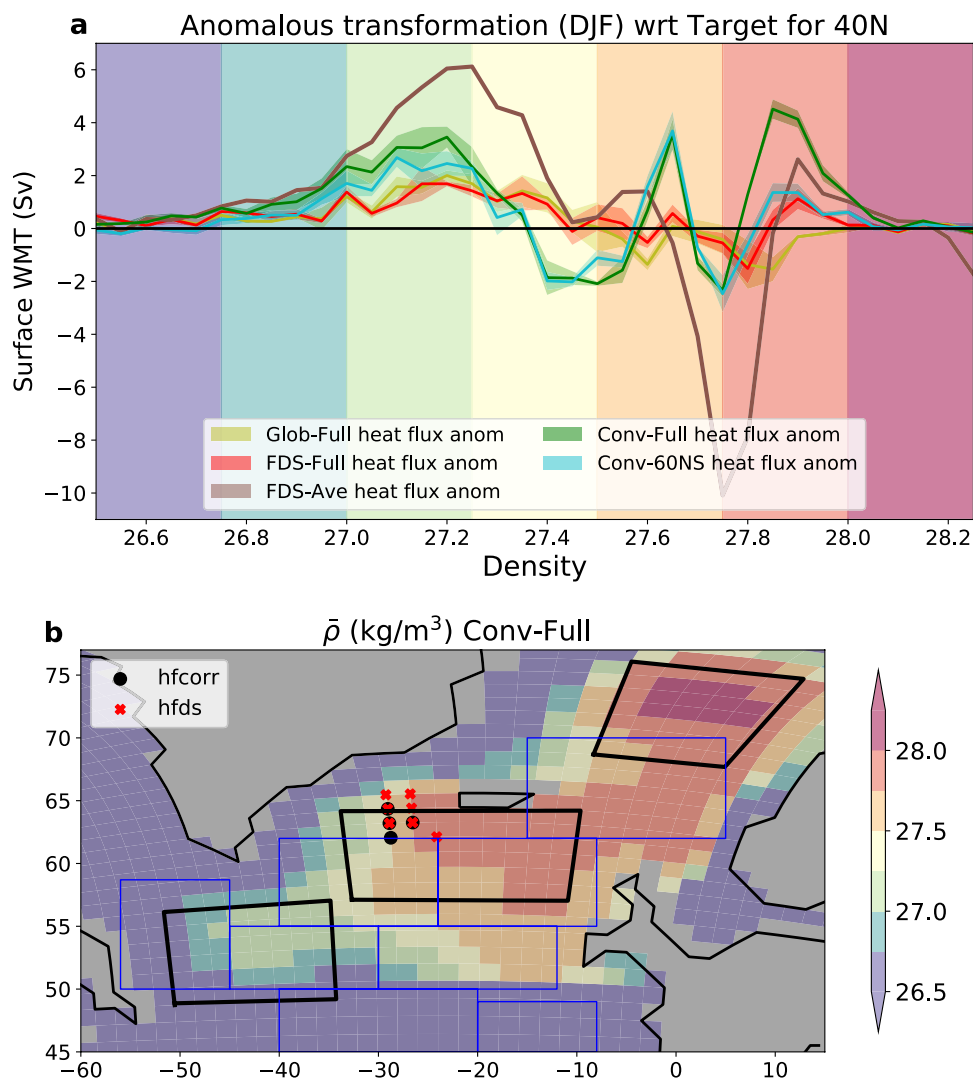 a
Anomalous transformation (DJF) wrt Target for 40N
Surface WMT (Sv)
6
4
2
0
−2
−4
−6
−8
−10
Glob-Full heat flux anom
FDS-Full heat flux anom
FDS-Ave heat flux anom
Conv-Full heat flux anom
Conv-60NS heat flux anom
26.6 26.8 27.0 27.2 27.4 27.6 27.8 28.0 28.2
Density
b
ρ̄ (kg/m³) Conv-Full
hfcorr
hfds
75
70
65
60
55
50
45
−60 −50 −40 −30 −20 −10 0 10
28.0
27.5
27.0
26.5